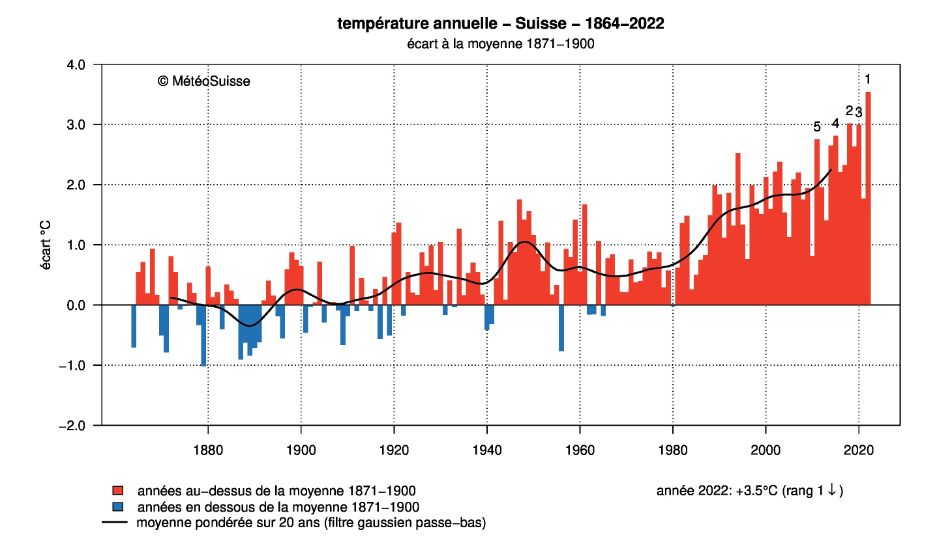 température annuelle – Suisse – 1864–2022
écart à la moyenne 1871–1900
© MétéoSuisse
écart °C
4.0
3.0
2.0
1.0
0.0
–1.0
–2.0
5
4
2
3
1
1880
1900
1920
1940
1960
1980
2000
2020
années au–dessus de la moyenne 1871–1900
années en dessous de la moyenne 1871–1900
moyenne pondérée sur 20 ans (filtre gaussien passe–bas)
année 2022: +3.5°C (rang 1 ↓ )